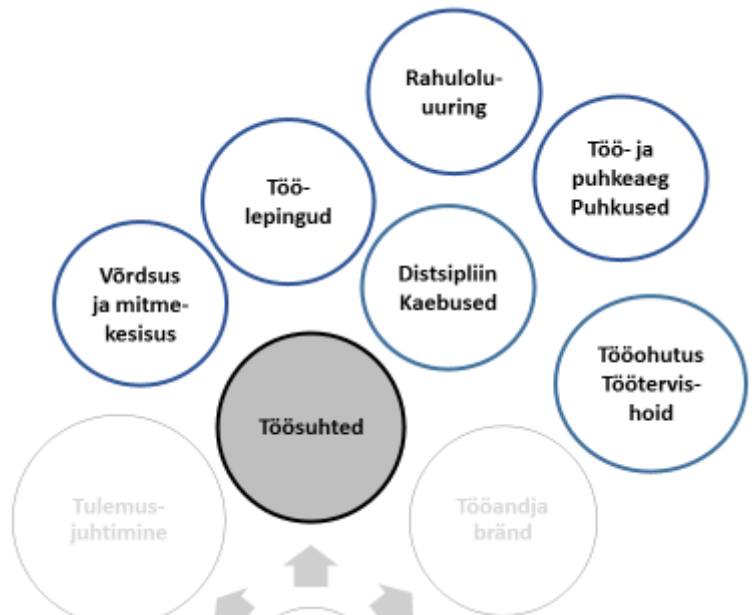 Rahulolu-
uuring
Töö- ja
puhkeaeg
Puhkused
Töö-
lepingud
Distsipliin
Kaebused
Võrdsus
ja mitme-
kesisus
Tööohutus
Töötervis-
hoid
Töösuhted
Tulemus-
juhtimine
Tööandja
bränd